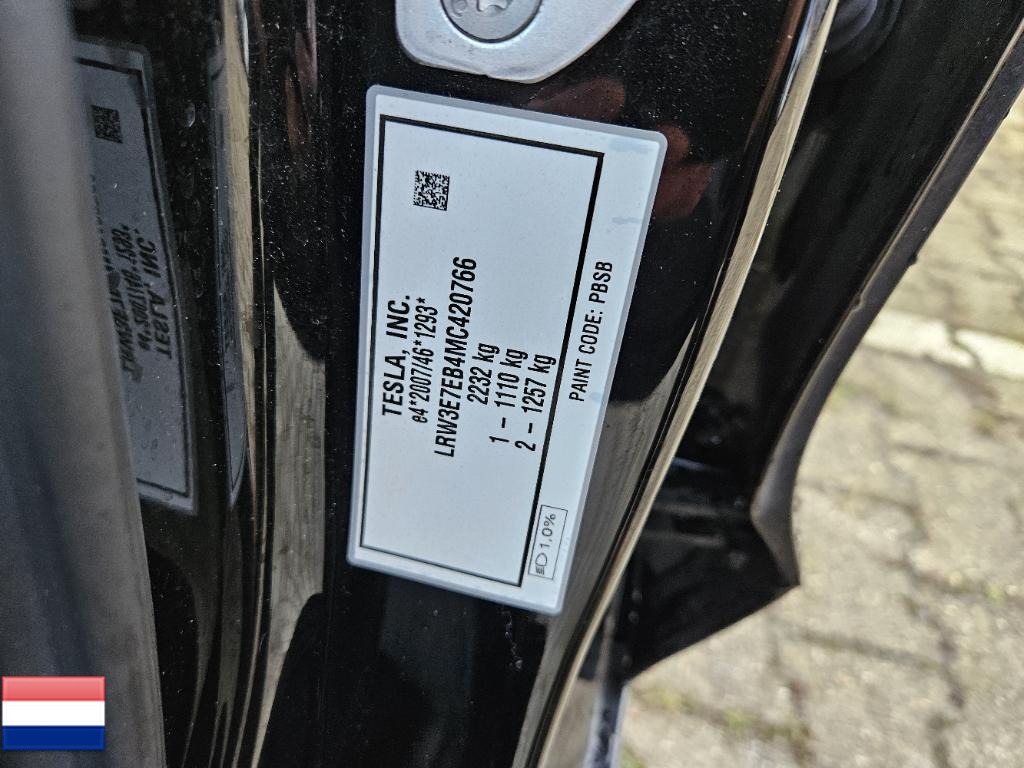 TESLA, INC.
e4*2007/46*1293*
LRW3E7EB4MC420766
2232 kg
1 – 1110 kg
2 – 1257 kg
PAINT CODE: PBSB
1.0%